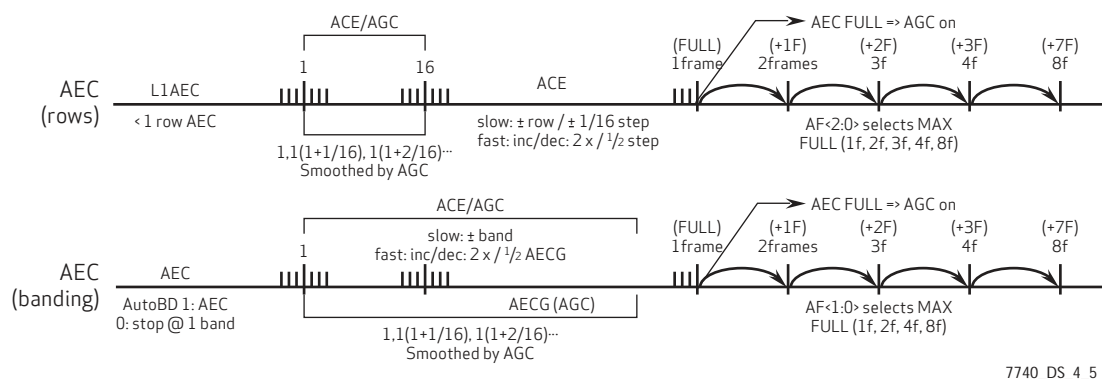 AEC FULL => AGC on
ACE/AGC
(FULL) (+1F) (+2F) (+3F) (+7F)
1 16 1frame 2frames 3f 4f 8f
AEC
(rows)
L1AEC
ACE
< 1 row AEC
slow: ± row / ± 1/16 step
fast: inc/dec: 2 x / 1/2 step
AF<2:0> selects MAX
FULL (1f, 2f, 3f, 4f, 8f)
1,1(1+1/16), 1(1+2/16)···
Smoothed by AGC
AEC FULL => AGC on
ACE/AGC
(FULL) (+1F) (+2F) (+3F) (+7F)
1 slow: ± band 1frame 2frames 3f 4f 8f
fast: inc/dec: 2 x / 1/2 AECG
AEC
(banding)
AEC
AutoBD 1: AEC
0: stop @ 1 band
AECG (AGC)
AF<1:0> selects MAX
FULL (1f, 2f, 4f, 8f)
1,1(1+1/16), 1(1+2/16)···
Smoothed by AGC
7740_DS_4_5